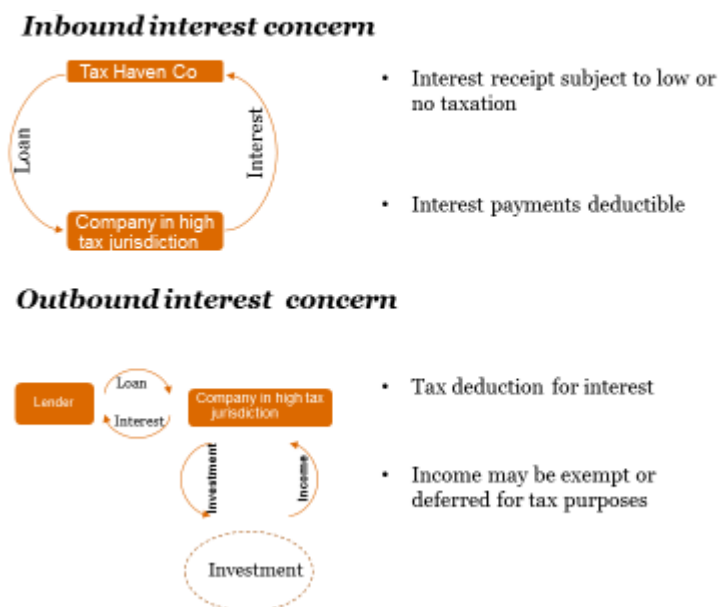 Inbound interest concern
Tax Haven Co
Loan
Interest
Company in high
tax jurisdiction
• Interest receipt subject to low or
no taxation
• Interest payments deductible
Outbound interest concern
Lender
Loan
Interest
Company in high tax
jurisdiction
Investment
Income
Investment
• Tax deduction for interest
• Income may be exempt or
deferred for tax purposes